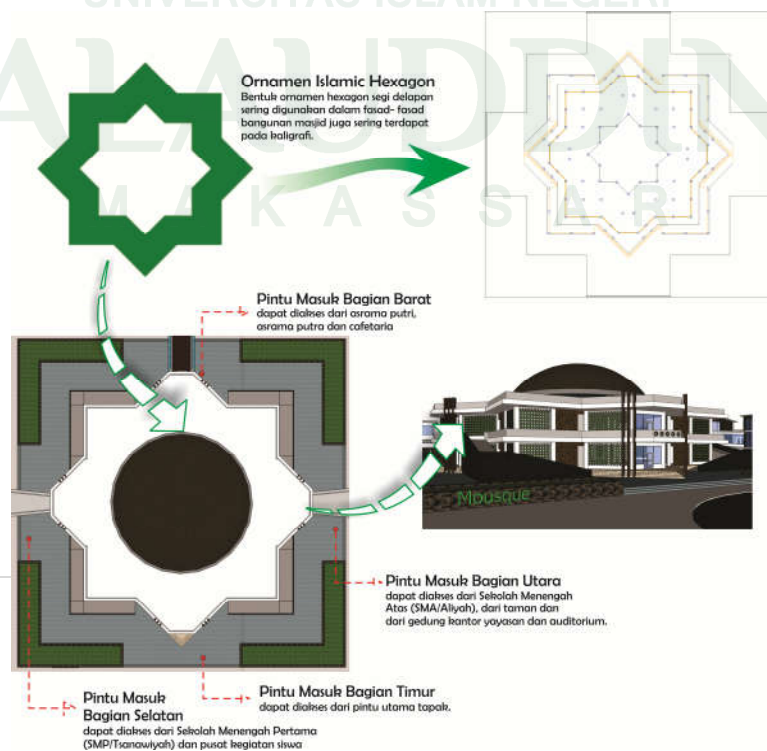 UNIVERSITAS ISLAM NEGERI
ALAUDDIN
MAKASSAR
Ornamen Islamic Hexagon
Bentuk ornamen hexagon segi delapan
sering digunakan dalam fasad- fasad
bangunan masjid juga sering terdapat
pada kaligrafi.
Pintu Masuk Bagian Barat
dapat diakses dari asrama putri,
asrama putra dan cafetaria
Mousque
Pintu Masuk Bagian Utara
dapat diakses dari Sekolah Menengah
Atas (SMA/Aliyah), dari taman dan
dari gedung kantor yayasan dan auditorium.
Pintu Masuk
Bagian Selatan
dapat diakses dari Sekolah Menengah Pertama
(SMP/Tsanawiyah) dan pusat kegiatan siswa
Pintu Masuk Bagian Timur
dapat diakses dari pintu utama tapak.